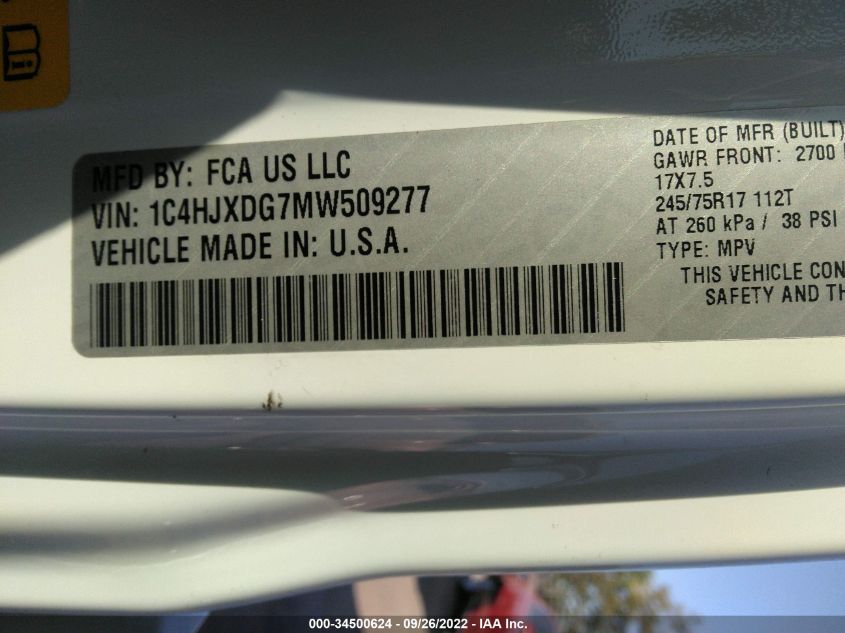 MFD BY: FCA US LLC
VIN: 1C4HJXDG7MW509277
VEHICLE MADE IN: U.S.A.
DATE OF MFR (BUILT)
GAWR FRONT: 2700
17X7.5
245/75R17 112T
AT 260 kPa / 38 PSI
TYPE: MPV
THIS VEHICLE CON
SAFETY AND TH
000-34500624 - 09/26/2022 - IAA Inc.